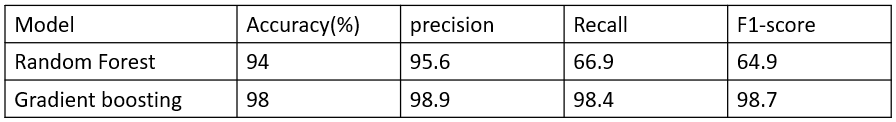 Model Accuracy(%) precision Recall F1-score
Random Forest 94 95.6 66.9 64.9
Gradient boosting 98 98.9 98.4 98.7